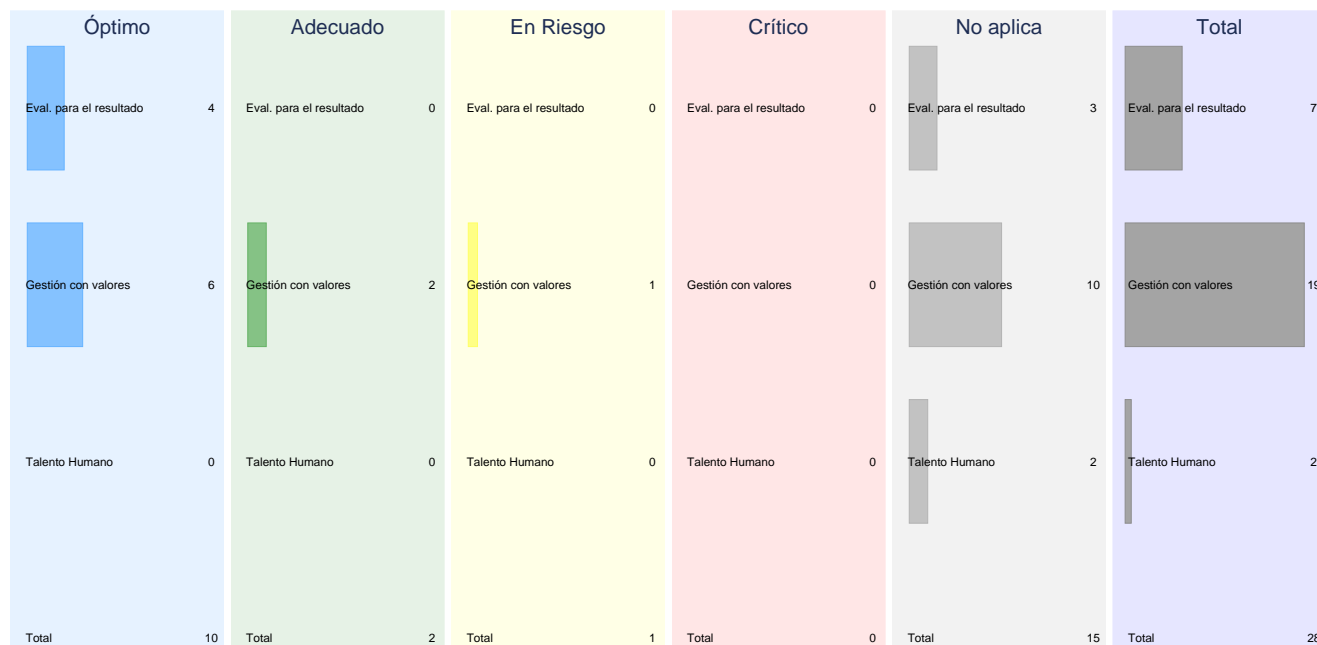 Óptimo Adecuado En Riesgo Crítico No aplica Total
Eval. para el resultado 4 Eval. para el resultado 0 Eval. para el resultado 0 Eval. para el resultado 0 Eval. para el resultado 3 Eval. para el resultado 7
Gestión con valores 6 Gestión con valores 2 Gestión con valores 1 Gestión con valores 0 Gestión con valores 10 Gestión con valores 19
Talento Humano 0 Talento Humano 0 Talento Humano 0 Talento Humano 0 Talento Humano 2 Talento Humano 2
Total 10 Total 2 Total 1 Total 0 Total 15 Total 28